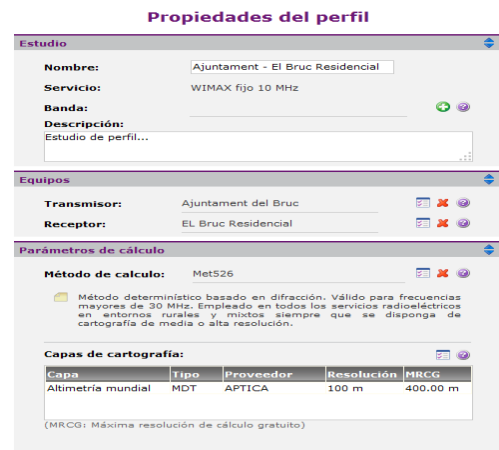 Propiedades del perfil
Estudio
Nombre: Ajuntament - El Bruc Residencial
Servicio: WIMAX fijo 10 MHz
Banda:
Descripción:
Estudio de perfil...
Equipos
Transmisor: Ajuntament del Bruc
Receptor: EL Bruc Residencial
Parámetros de cálculo
Método de calculo: Met526
Método determinístico basado en difracción. Válido para frecuencias
mayores de 30 MHz. Empleado en todos los servicios radioeléctricos
en entornos rurales y mixtos siempre que se disponga de
cartografía de media o alta resolución.
Capas de cartografía:
Capa Tipo Proveedor Resolución MRCG
Altimetría mundial MDT APTICA 100 m 400.00 m
(MRCG: Máxima resolución de cálculo gratuito)